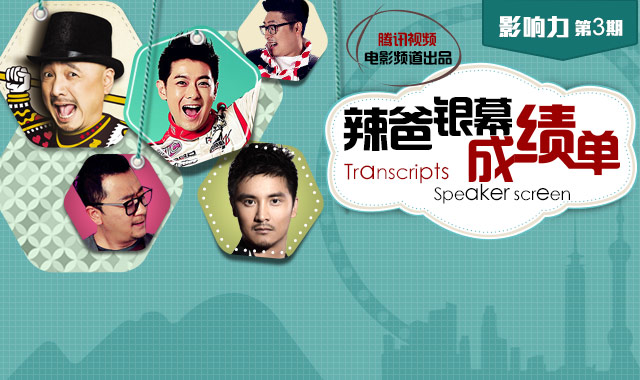 影响力 第3期
腾讯视频
电影频道出品
辣爸银幕
成绩单
Transcripts
Speaker screen